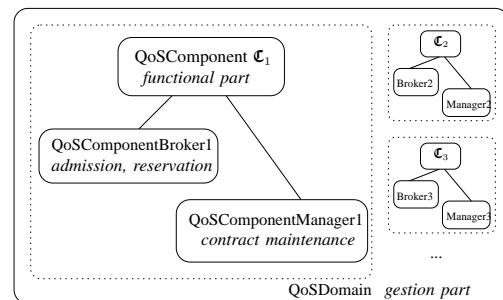 QoSComponent ℭ1
functional part
QoSComponentBroker1
admission, reservation
QoSComponentManager1
contract maintenance
ℭ2
Broker2
Manager2
ℭ3
Broker3
Manager3
...
QoSDomain gestion part